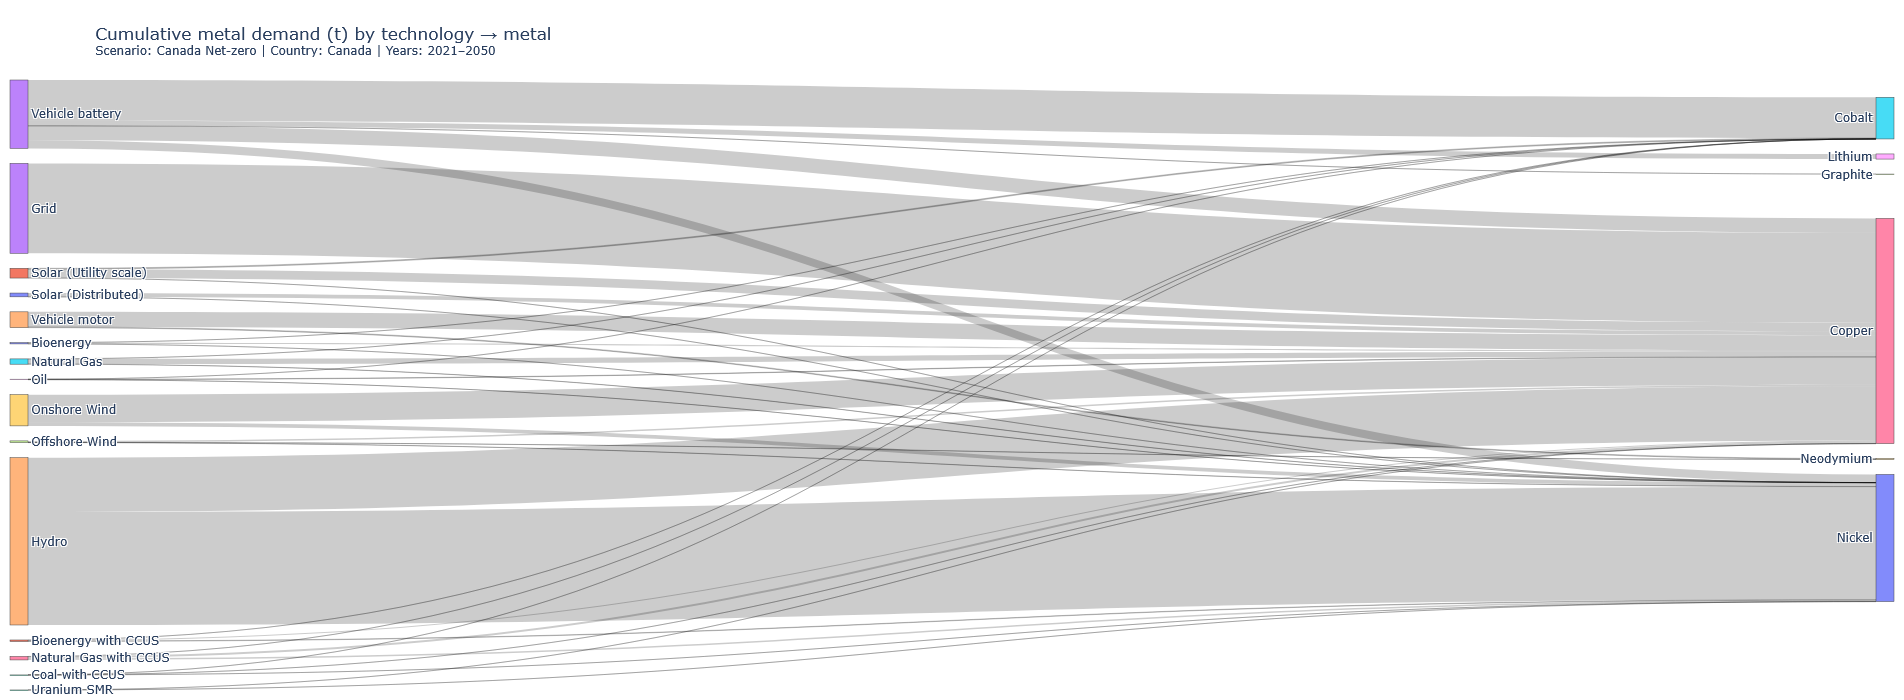 Cumulative metal demand (t) by technology → metal
Scenario: Canada Net-zero | Country: Canada | Years: 2021–2050
Vehicle battery
Grid
Solar (Utility scale)
Solar (Distributed)
Vehicle motor
Bioenergy
Natural Gas
Oil
Onshore Wind
Offshore Wind
Hydro
Bioenergy with CCUS
Natural Gas with CCUS
Coal with CCUS
Uranium SMR
Cobalt
Lithium
Graphite
Copper
Neodymium
Nickel